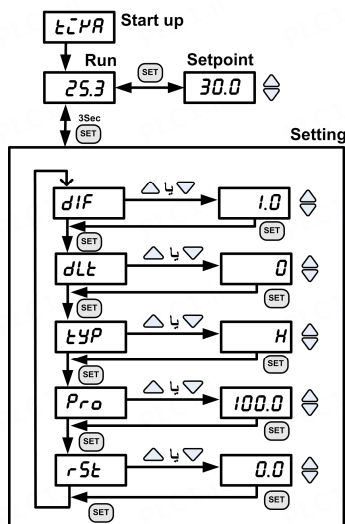 tiPA Start up
Run Setpoint
25.3 SET 30.0
3Sec
SET
Setting
dIF یا 1.0
SET SET
dLt یا 0
SET SET
tYP یا H
SET SET
Pro یا 100.0
SET SET
rSt یا 0.0
SET SET